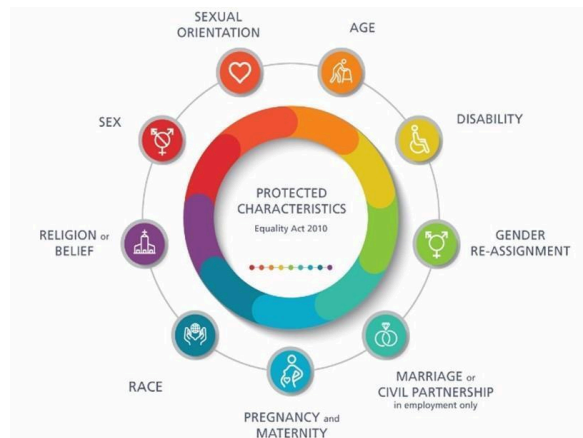 SEXUAL
ORIENTATION
AGE
SEX
DISABILITY
PROTECTED
CHARACTERISTICS
Equality Act 2010
RELIGION or
BELIEF
GENDER
RE-ASSIGNMENT
RACE
MARRIAGE or
CIVIL PARTNERSHIP
in employment only
PREGNANCY and
MATERNITY